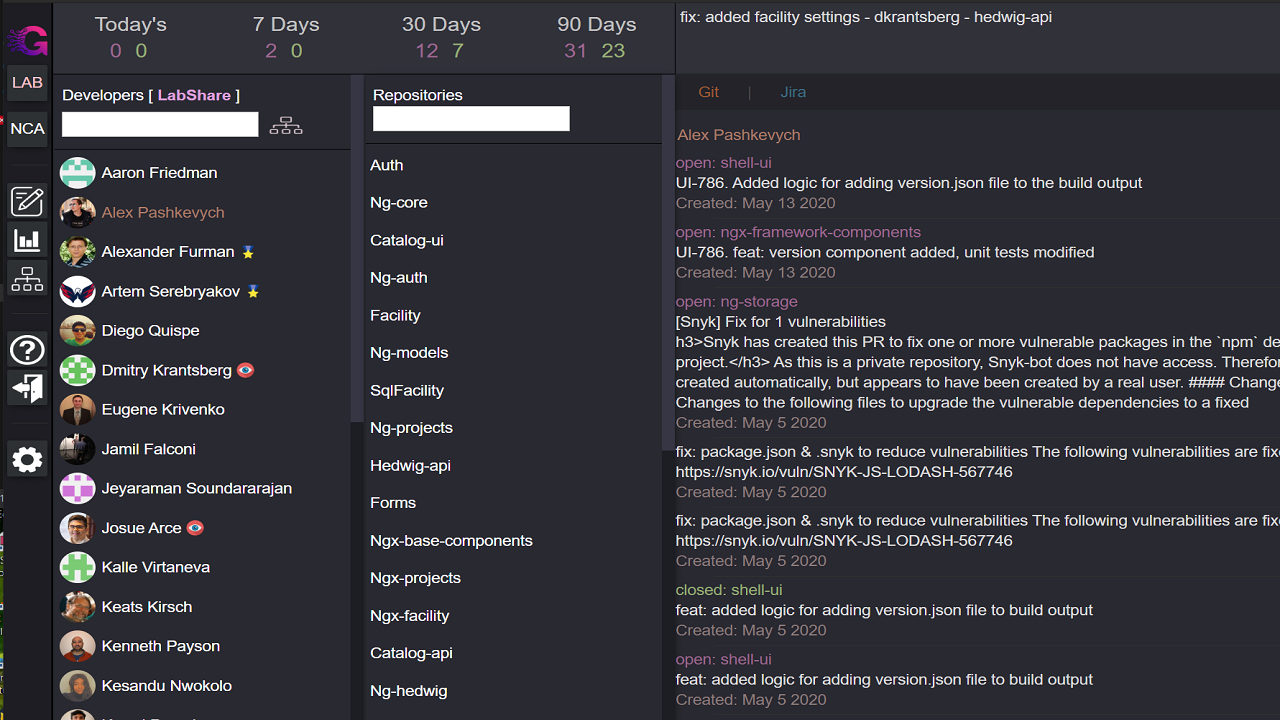 Today's
0 0
7 Days
2 0
30 Days
12 7
90 Days
31 23
fix: added facility settings - dkrantsberg - hedwig-api
G
LAB
NCA
Developers [ LabShare ]
Aaron Friedman
Alex Pashkevych
Alexander Furman
Artem Serebryakov
Diego Quispe
Dmitry Krantsberg
Eugene Krivenko
Jamil Falconi
Jeyaraman Soundararajan
Josue Arce
Kalle Virtaneva
Keats Kirsch
Kenneth Payson
Kesandu Nwokolo
Repositories
Auth
Ng-core
Catalog-ui
Ng-auth
Facility
Ng-models
SqlFacility
Ng-projects
Hedwig-api
Forms
Ngx-base-components
Ngx-projects
Ngx-facility
Catalog-api
Ng-hedwig
Git | Jira
Alex Pashkevych
open: shell-ui
UI-786. Added logic for adding version.json file to the build output
Created: May 13 2020
open: ngx-framework-components
UI-786. feat: version component added, unit tests modified
Created: May 13 2020
open: ng-storage
[Snyk] Fix for 1 vulnerabilities
h3>Snyk has created this PR to fix one or more vulnerable packages in the `npm` de
project.</h3> As this is a private repository, Snyk-bot does not have access. Therefor
created automatically, but appears to have been created by a real user. #### Change
Changes to the following files to upgrade the vulnerable dependencies to a fixed
Created: May 5 2020
fix: package.json & .snyk to reduce vulnerabilities The following vulnerabilities are fixe
https://snyk.io/vuln/SNYK-JS-LODASH-567746
Created: May 5 2020
fix: package.json & .snyk to reduce vulnerabilities The following vulnerabilities are fixe
https://snyk.io/vuln/SNYK-JS-LODASH-567746
Created: May 5 2020
closed: shell-ui
feat: added logic for adding version.json file to build output
Created: May 5 2020
open: shell-ui
feat: added logic for adding version.json file to build output
Created: May 5 2020